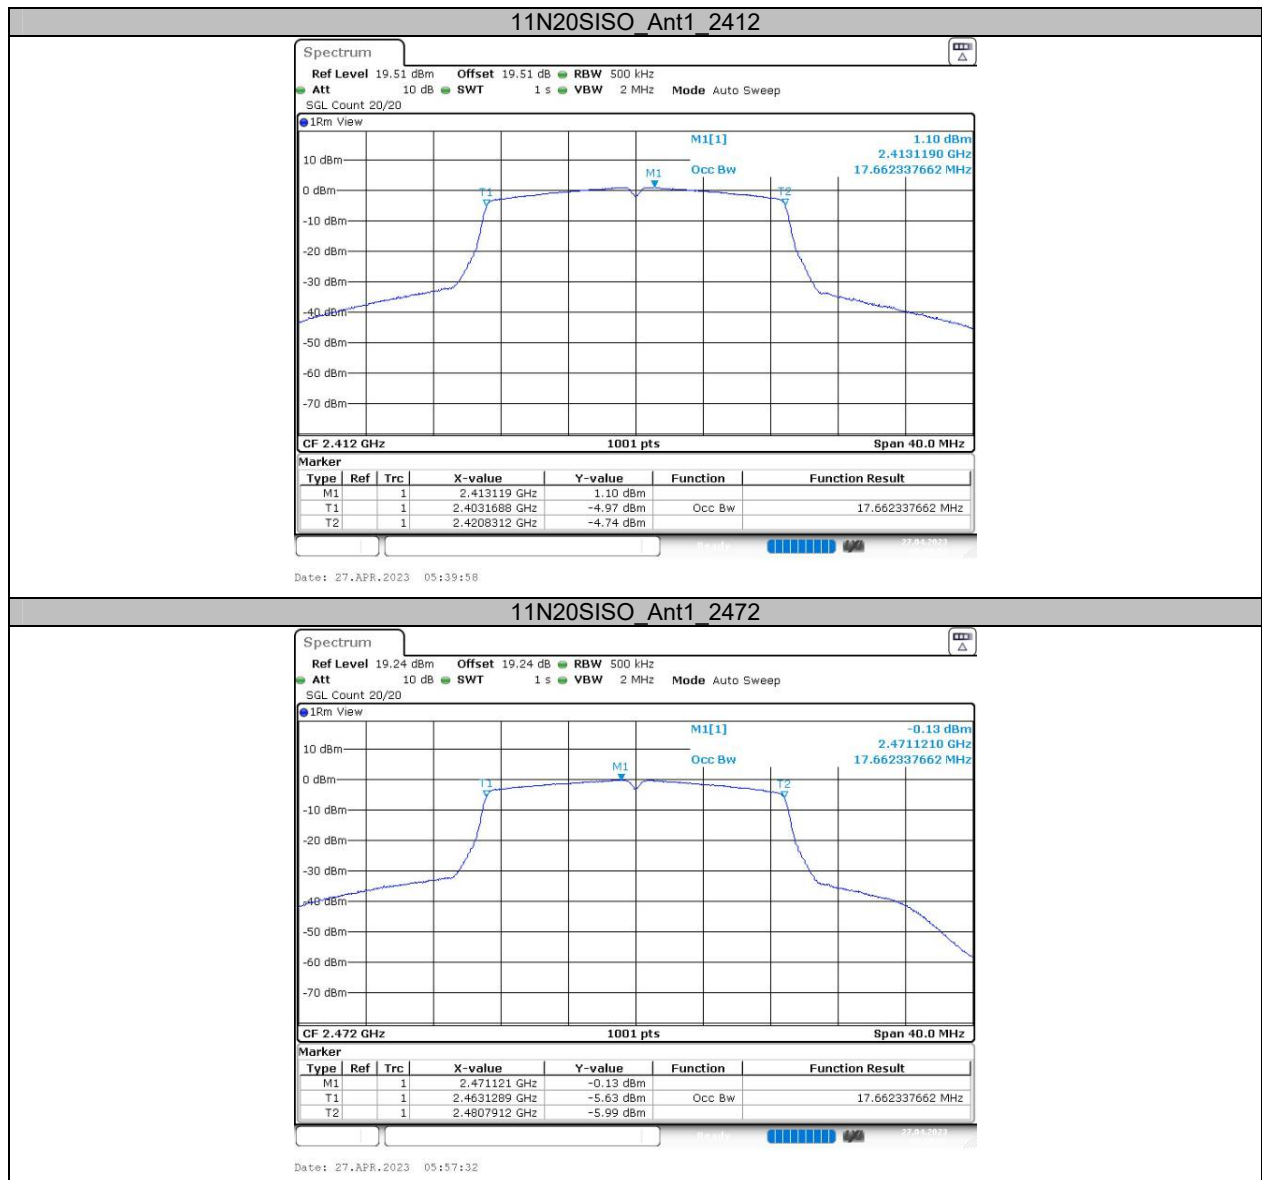 11N20SISO_Ant1_2412
Spectrum
Ref Level 19.51 dBm Offset 19.51 dB RBW 500 kHz
Att 10 dB SWT 1 s VBW 2 MHz Mode Auto Sweep
SGL Count 20/20
1Rm View
M1[1] 1.10 dBm
2.4131190 GHz
Occ Bw 17.662337662 MHz
10 dBm
M1
0 dBm
T1 T2
-10 dBm
-20 dBm
-30 dBm
-40 dBm
-50 dBm
-60 dBm
-70 dBm
CF 2.412 GHz 1001 pts Span 40.0 MHz
Marker
Type Ref Trc X-value Y-value Function Function Result
M1 1 2.413119 GHz 1.10 dBm
T1 1 2.4031688 GHz -4.97 dBm Occ Bw 17.662337662 MHz
T2 1 2.4208312 GHz -4.74 dBm
27.04.2023
Date: 27.APR.2023 05:39:58
11N20SISO_Ant1_2472
Spectrum
Ref Level 19.24 dBm Offset 19.24 dB RBW 500 kHz
Att 10 dB SWT 1 s VBW 2 MHz Mode Auto Sweep
SGL Count 20/20
1Rm View
M1[1] -0.13 dBm
2.4711210 GHz
Occ Bw 17.662337662 MHz
10 dBm
M1
0 dBm
T1 T2
-10 dBm
-20 dBm
-30 dBm
-40 dBm
-50 dBm
-60 dBm
-70 dBm
CF 2.472 GHz 1001 pts Span 40.0 MHz
Marker
Type Ref Trc X-value Y-value Function Function Result
M1 1 2.471121 GHz -0.13 dBm
T1 1 2.4631289 GHz -5.63 dBm Occ Bw 17.662337662 MHz
T2 1 2.4807912 GHz -5.99 dBm
27.04.2023
Date: 27.APR.2023 05:57:32